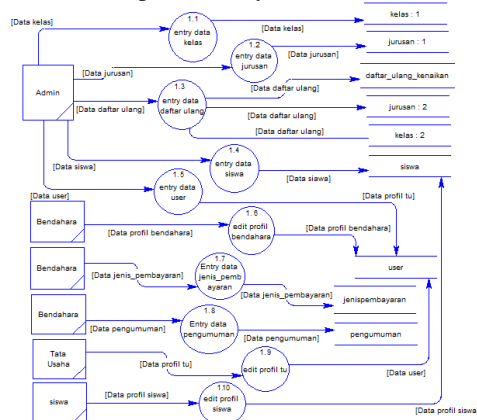 [Data kelas]
1.1
entry data
kelas
[Data kelas]
kelas : 1
1.2
entry data
jurusan
[Data jurusan]
jurusan : 1
Admin
[Data jurusan]
1.3
entry data
daftar ulang
[Data daftar ulang]
[Data daftar ulang]
daftar_ulang_kenaikan
[Data daftar ulang]
jurusan : 2
[Data daftar ulang]
kelas : 2
[Data siswa]
1.4
entry data
siswa
[Data siawa]
siswa
[Data user]
1.5
entry data
user
[Data profil tu]
Bendahara
[Data profil bendahara]
1.6
edit profil
bendahara
[Data profil bendahara]
user
Bendahara
[Data jenis_pembayaran]
1.7
Entry data
jenis_pemb
ayaran
[Data jenis_pembayaran]
jenispembayaran
Bendahara
[Data pengumuman]
1.8
Entry data
pengumuman
[Data pengumuman]
pengumuman
Tata
Usaha
[Data profil tu]
1.9
edit profil tu
[Data user]
siswa
[Data profil siswa]
1.10
edit profil
siswa
[Data profil siswa